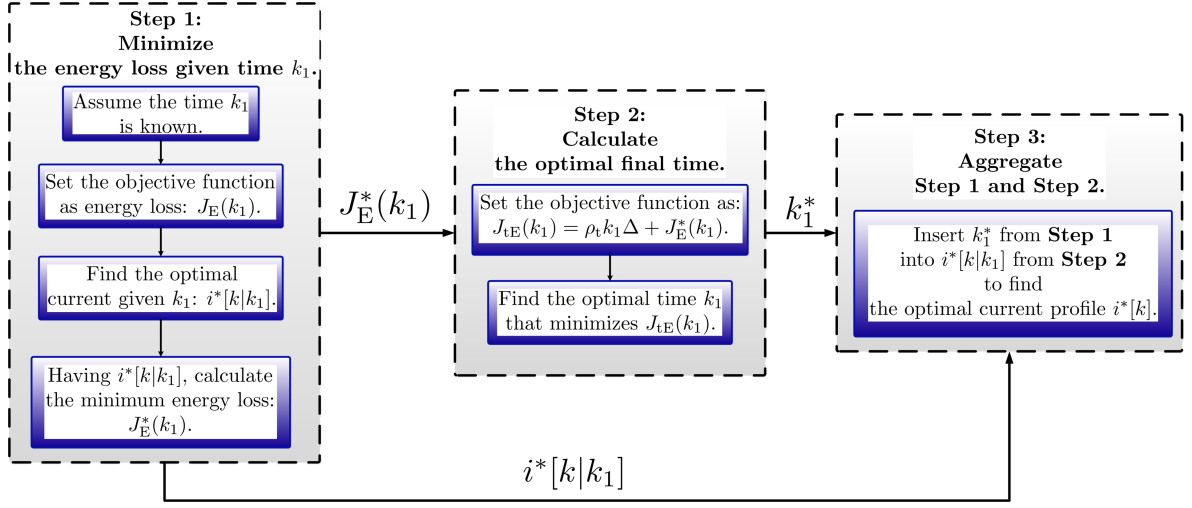 Step 1:
Minimize
the energy loss given time k₁.
Assume the time k₁
is known.
Set the objective function
as energy loss: J_E(k₁).
Find the optimal
current given k₁: i*[k|k₁].
Having i*[k|k₁], calculate
the minimum energy loss:
J*_E(k₁).
J*_E(k₁)
Step 2:
Calculate
the optimal final time.
Set the objective function as:
J_tE(k₁) = ρ_t k₁Δ + J*_E(k₁).
Find the optimal time k₁
that minimizes J_tE(k₁).
k*₁
Step 3:
Aggregate
Step 1 and Step 2.
Insert k*₁ from Step 1
into i*[k|k₁] from Step 2
to find
the optimal current profile i*[k].
i*[k|k₁]